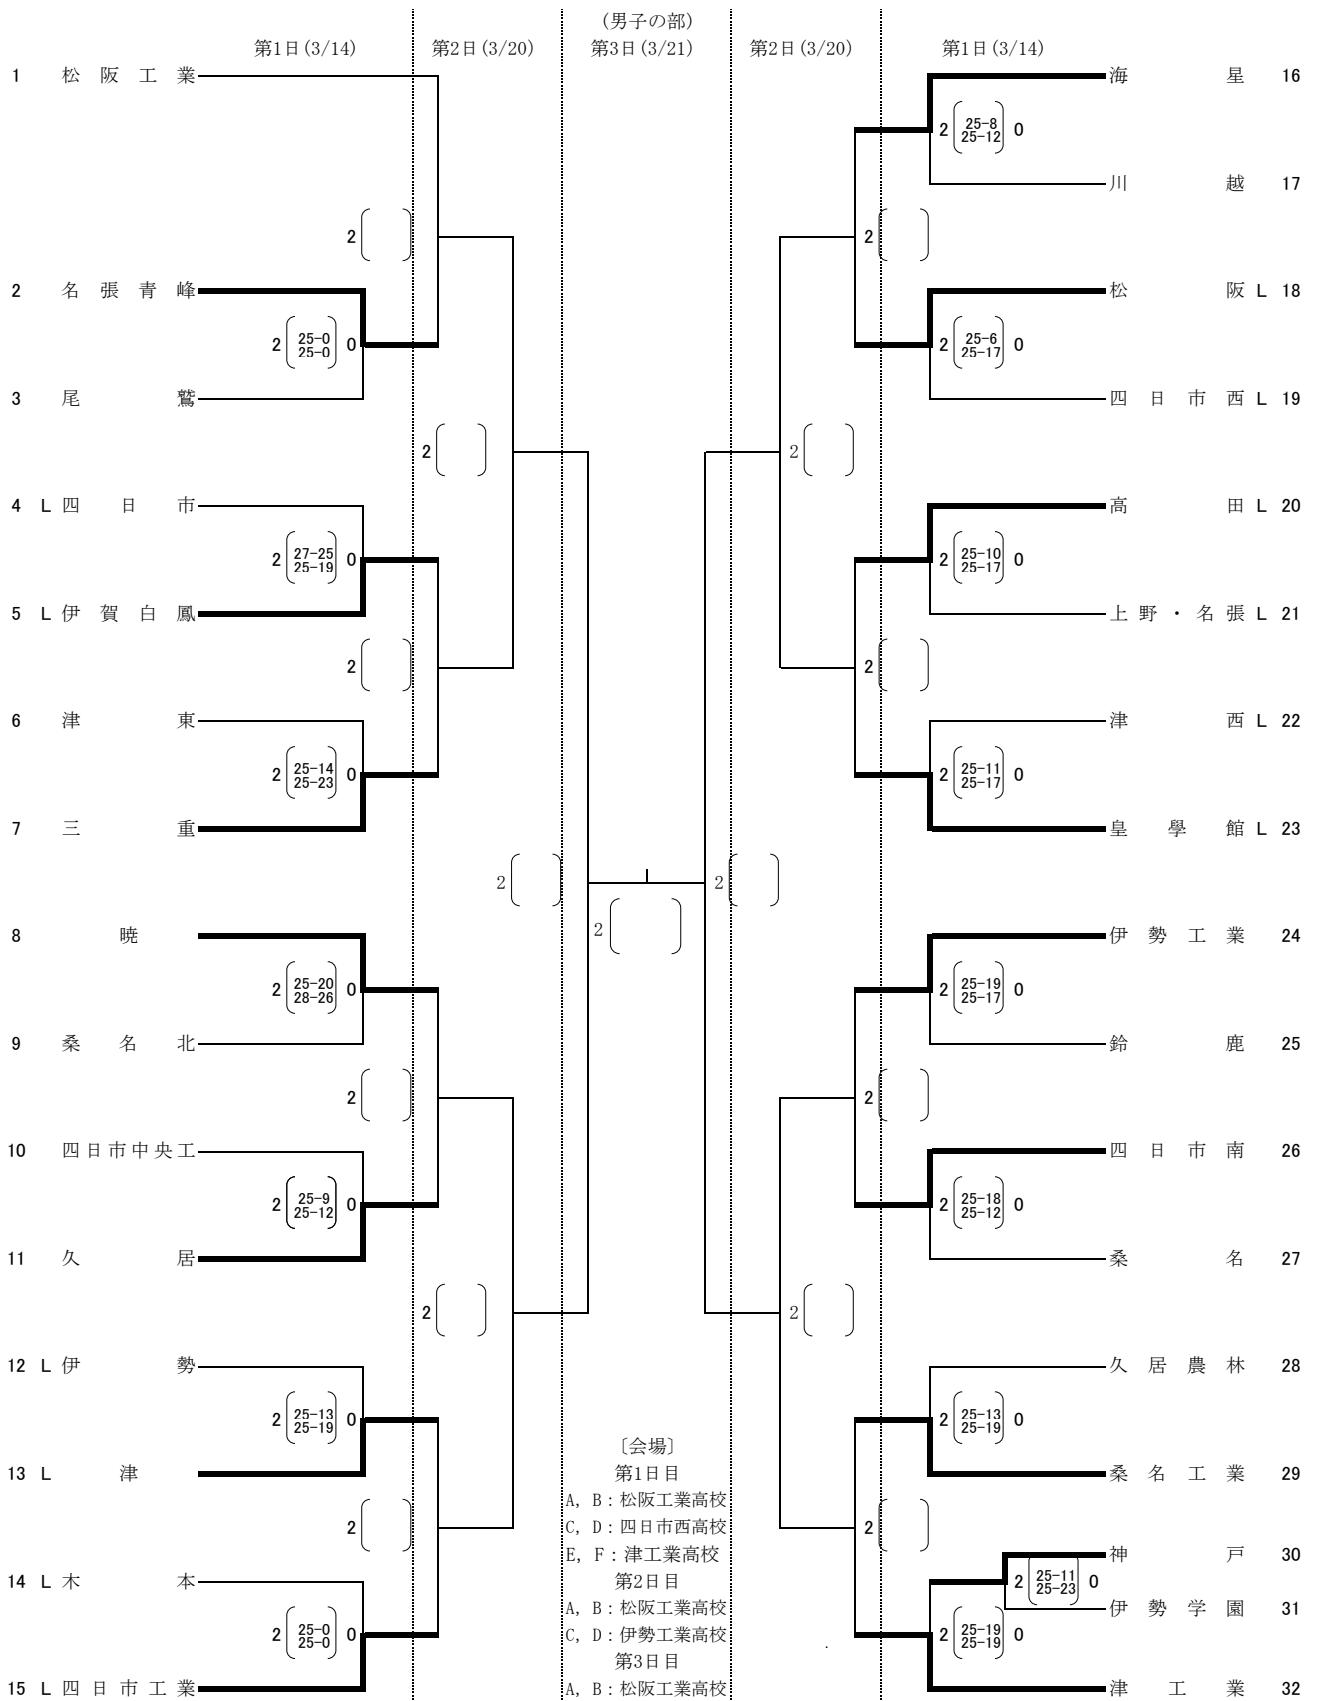 (男子の部)
第1日(3/14) 第2日(3/20) 第3日(3/21) 第2日(3/20) 第1日(3/14)
1 松阪工業
海星 16
2 (25-8 25-12) 0
川越 17
2 ( )
2 ( )
2 名張青峰
松阪 L 18
2 (25-0 25-0) 0
2 (25-6 25-17) 0
3 尾鷲
四日市西 L 19
2 ( )
2 ( )
4 L 四日市
高田 L 20
2 (27-25 25-19) 0
2 (25-10 25-17) 0
5 L 伊賀白鳳
上野・名張 L 21
2 ( )
2 ( )
6 津東
津西 L 22
2 (25-14 25-23) 0
2 (25-11 25-17) 0
7 三重
皇學館 L 23
2 ( )
2 ( )
2 ( )
8 暁
伊勢工業 24
2 (25-20 28-26) 0
2 (25-19 25-17) 0
9 桑名北
鈴鹿 25
2 ( )
2 ( )
10 四日市中央工
四日市南 26
2 (25-9 25-12) 0
2 (25-18 25-12) 0
11 久居
桑名 27
2 ( )
2 ( )
12 L 伊勢
久居農林 28
2 (25-13 25-19) 0
2 (25-13 25-19) 0
13 L 津
桑名工業 29
2 ( )
2 ( )
神戸 30
2 (25-11 25-23) 0
14 L 木本
伊勢学園 31
2 (25-0 25-0) 0
2 (25-19 25-19) 0
15 L 四日市工業
津工業 32
〔会場〕
第1日目
A, B：松阪工業高校
C, D：四日市西高校
E, F：津工業高校
第2日目
A, B：松阪工業高校
C, D：伊勢工業高校
第3日目
A, B：松阪工業高校